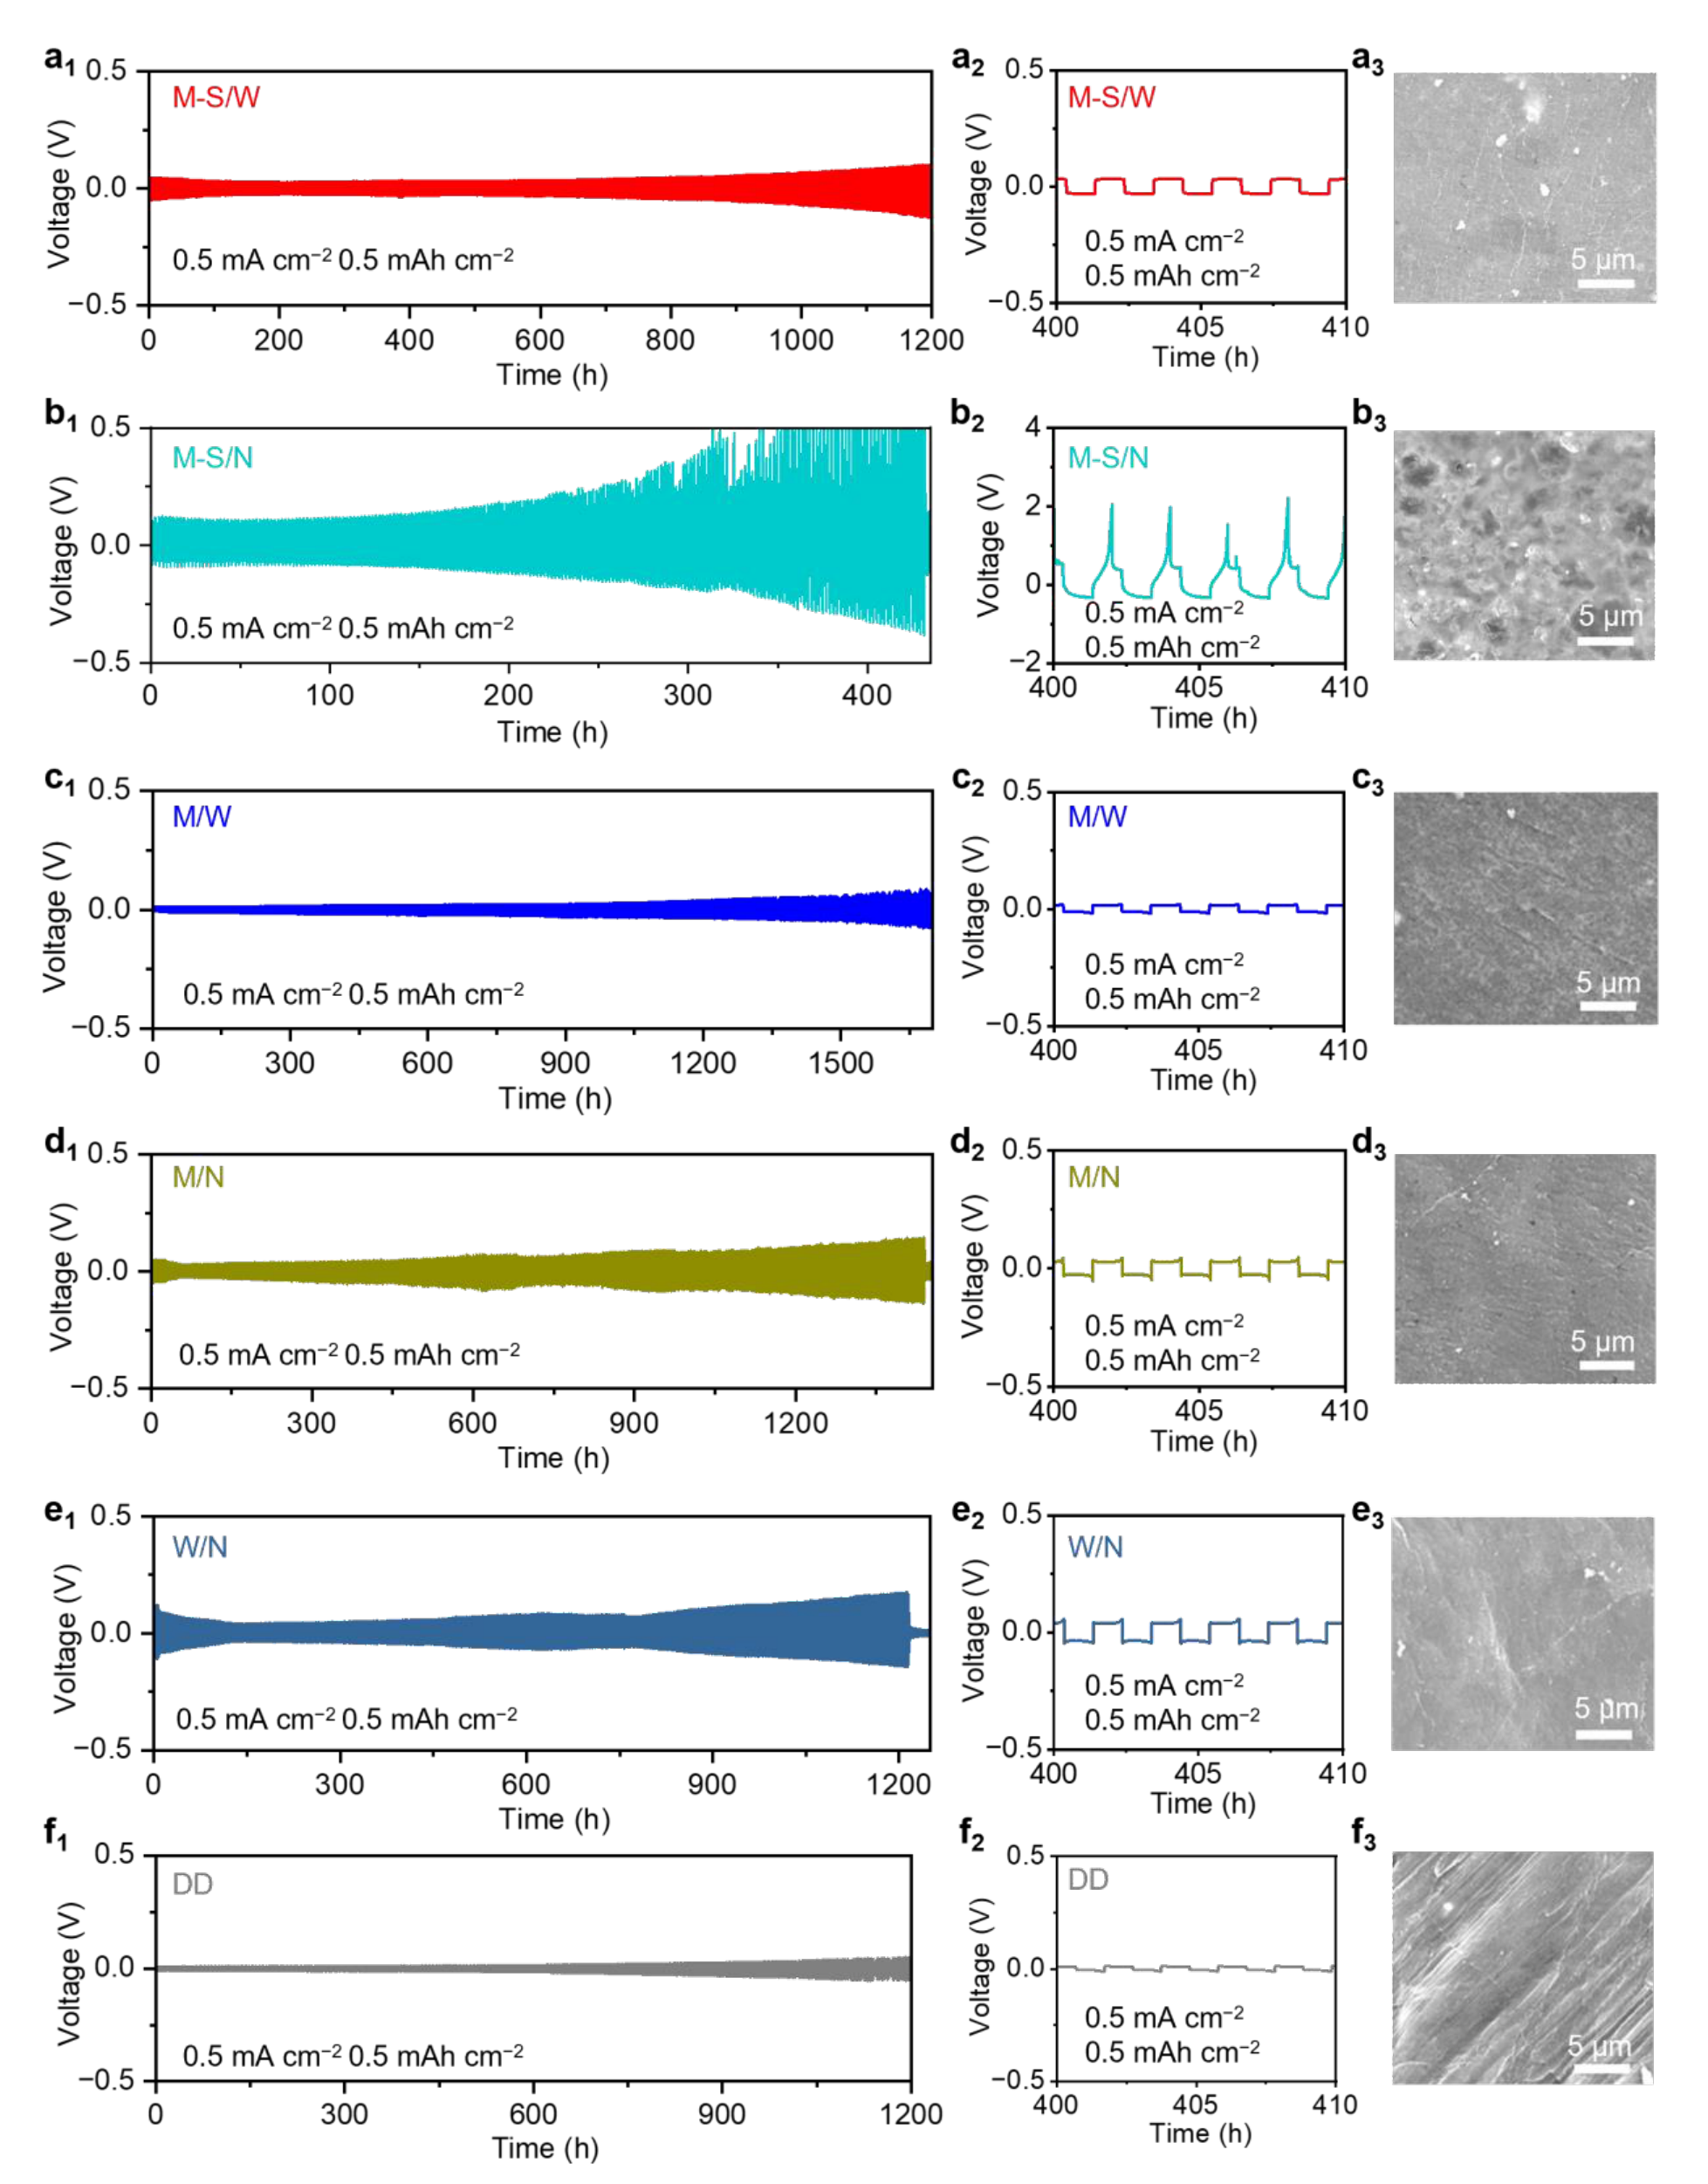 a1
0.5
M-S/W
Voltage (V)
0.0
0.5 mA cm−2 0.5 mAh cm−2
−0.5
0 200 400 600 800 1000 1200
Time (h)
a2
0.5
M-S/W
Voltage (V)
0.0
0.5 mA cm−2
0.5 mAh cm−2
−0.5
400 405 410
Time (h)
a3
5 μm
b1
0.5
M-S/N
Voltage (V)
0.0
0.5 mA cm−2 0.5 mAh cm−2
−0.5
0 100 200 300 400
Time (h)
b2
4
M-S/N
Voltage (V)
2
0
0.5 mA cm−2
0.5 mAh cm−2
−2
400 405 410
Time (h)
b3
5 μm
c1
0.5
M/W
Voltage (V)
0.0
0.5 mA cm−2 0.5 mAh cm−2
−0.5
0 300 600 900 1200 1500
Time (h)
c2
0.5
M/W
Voltage (V)
0.0
0.5 mA cm−2
0.5 mAh cm−2
−0.5
400 405 410
Time (h)
c3
5 μm
d1
0.5
M/N
Voltage (V)
0.0
0.5 mA cm−2 0.5 mAh cm−2
−0.5
0 300 600 900 1200
Time (h)
d2
0.5
M/N
Voltage (V)
0.0
0.5 mA cm−2
0.5 mAh cm−2
−0.5
400 405 410
Time (h)
d3
5 μm
e1
0.5
W/N
Voltage (V)
0.0
0.5 mA cm−2 0.5 mAh cm−2
−0.5
0 300 600 900 1200
Time (h)
e2
0.5
W/N
Voltage (V)
0.0
0.5 mA cm−2
0.5 mAh cm−2
−0.5
400 405 410
Time (h)
e3
5 μm
f1
0.5
DD
Voltage (V)
0.0
0.5 mA cm−2 0.5 mAh cm−2
−0.5
0 300 600 900 1200
Time (h)
f2
0.5
DD
Voltage (V)
0.0
0.5 mA cm−2
0.5 mAh cm−2
−0.5
400 405 410
Time (h)
f3
5 μm